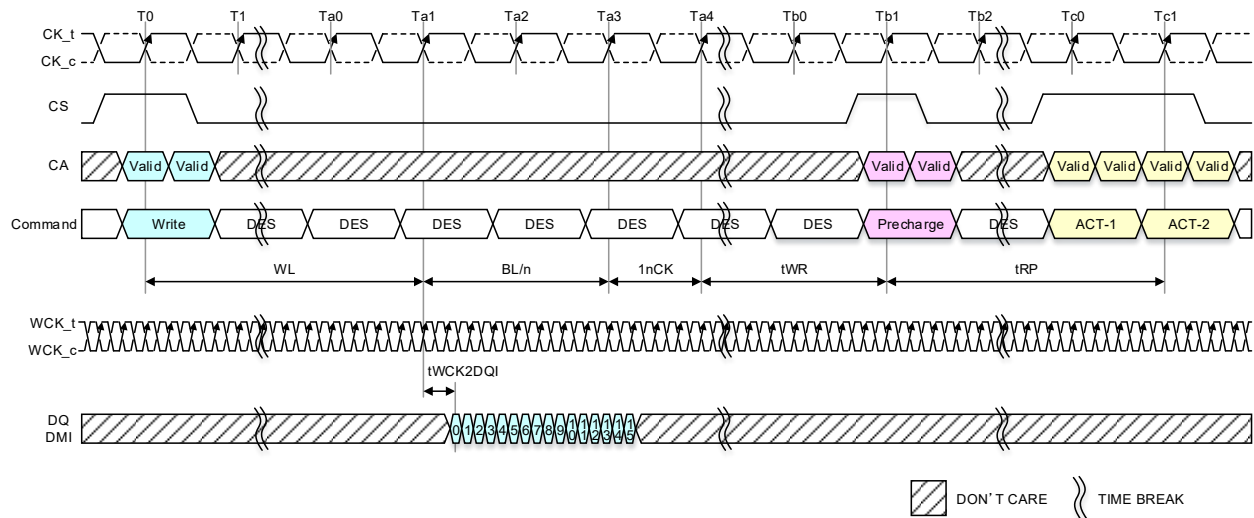 T0 T1 Ta0 Ta1 Ta2 Ta3 Ta4 Tb0 Tb1 Tb2 Tc0 Tc1
CK_t
CK_c
CS
CA Valid Valid Valid Valid Valid Valid Valid Valid
Command Write DES DES DES DES DES DES DES Precharge DES ACT-1 ACT-2
WL BL/n 1nCK tWR tRP
WCK_t
WCK_c
tWCK2DQI
DQ
DMI
0 1 2 3 4 5 6 7 8 9 10 11 12 13 14 15
DON'T CARE TIME BREAK